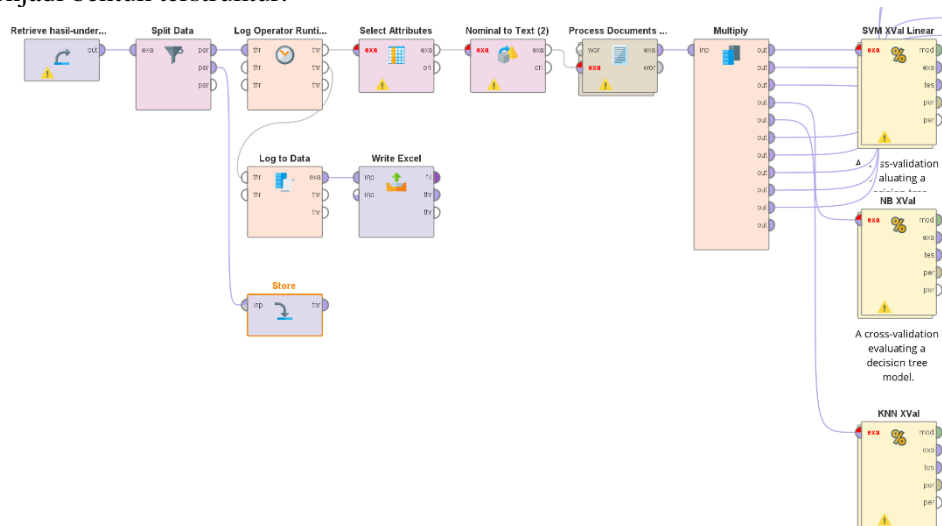 bentuk terstruktur.
Retrieve hasil-under...
Split Data
Log Operator Runti...
Select Attributes
Nominal to Text (2)
Process Documents ...
Multiply
SVM XVal Linear
out
exa
par
par
par
thr
thr
thr
thr
thr
thr
exa
exa
ori
exa
ori
wor
exa
exa
wor
inp
out
out
out
out
out
out
out
out
out
out
out
exa
mod
exa
tes
per
per
Log to Data
Write Excel
thr
thr
exa
thr
thr
inp
inp
fil
thr
thr
ss-validation
aluating a
NB XVal
exa
mod
exa
tes
per
per
Store
inp
thr
A cross-validation
evaluating a
decision tree
model.
KNN XVal
exa
mod
exa
tes
per
per